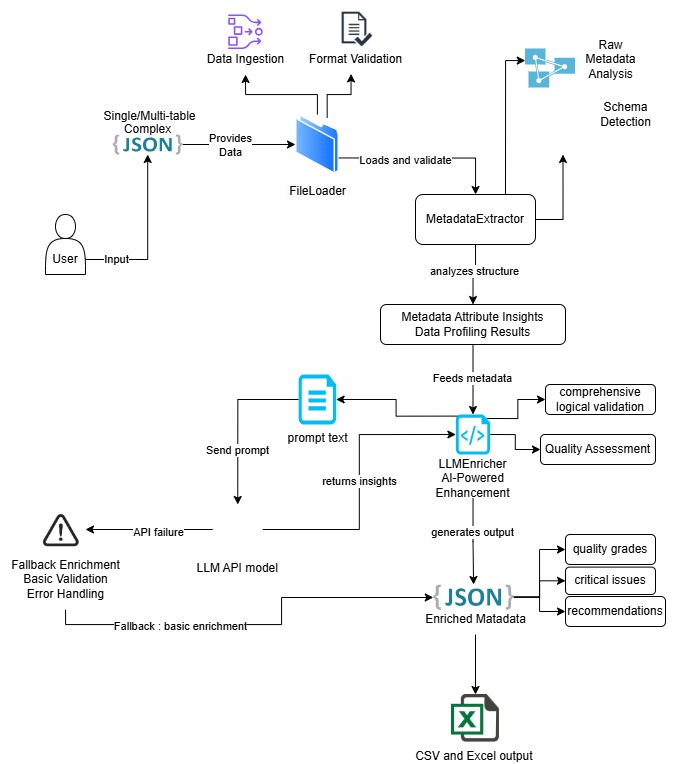 Data Ingestion
Format Validation
Raw
Metadata
Analysis
Schema
Detection
Single/Multi-table
Complex
{JSON}
Provides
Data
FileLoader
Loads and validate
MetadataExtractor
User
Input
analyzes structure
Metadata Attribute Insights
Data Profiling Results
Feeds metadata
comprehensive
logical validation
prompt text
</>
Quality Assessment
Send prompt
LLMEnricher
AI-Powered
Enhancement
returns insights
API failure
generates output
LLM API model
Fallback Enrichment
Basic Validation
Error Handling
quality grades
critical issues
recommendations
{JSON}
Enriched Matadata
Fallback : basic enrichment
X
CSV and Excel output